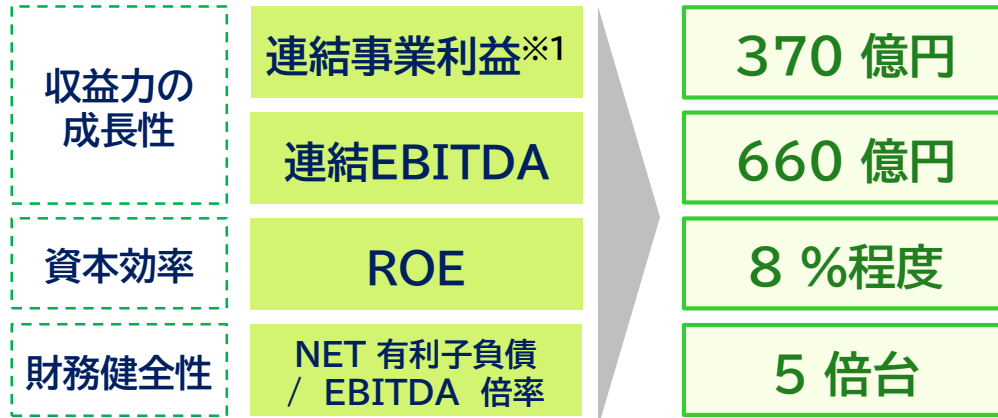 収益力の
成長性
連結事業利益※1
370 億円
連結EBITDA
660 億円
資本効率
ROE
8 %程度
財務健全性
NET 有利子負債
/ EBITDA 倍率
5 倍台